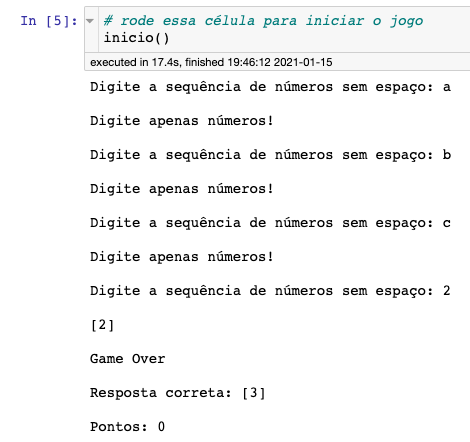 In [5]: # rode essa célula para iniciar o jogo
inicio()
executed in 17.4s, finished 19:46:12 2021-01-15
Digite a sequência de números sem espaço: a
Digite apenas números!
Digite a sequência de números sem espaço: b
Digite apenas números!
Digite a sequência de números sem espaço: c
Digite apenas números!
Digite a sequência de números sem espaço: 2
[2]
Game Over
Resposta correta: [3]
Pontos: 0